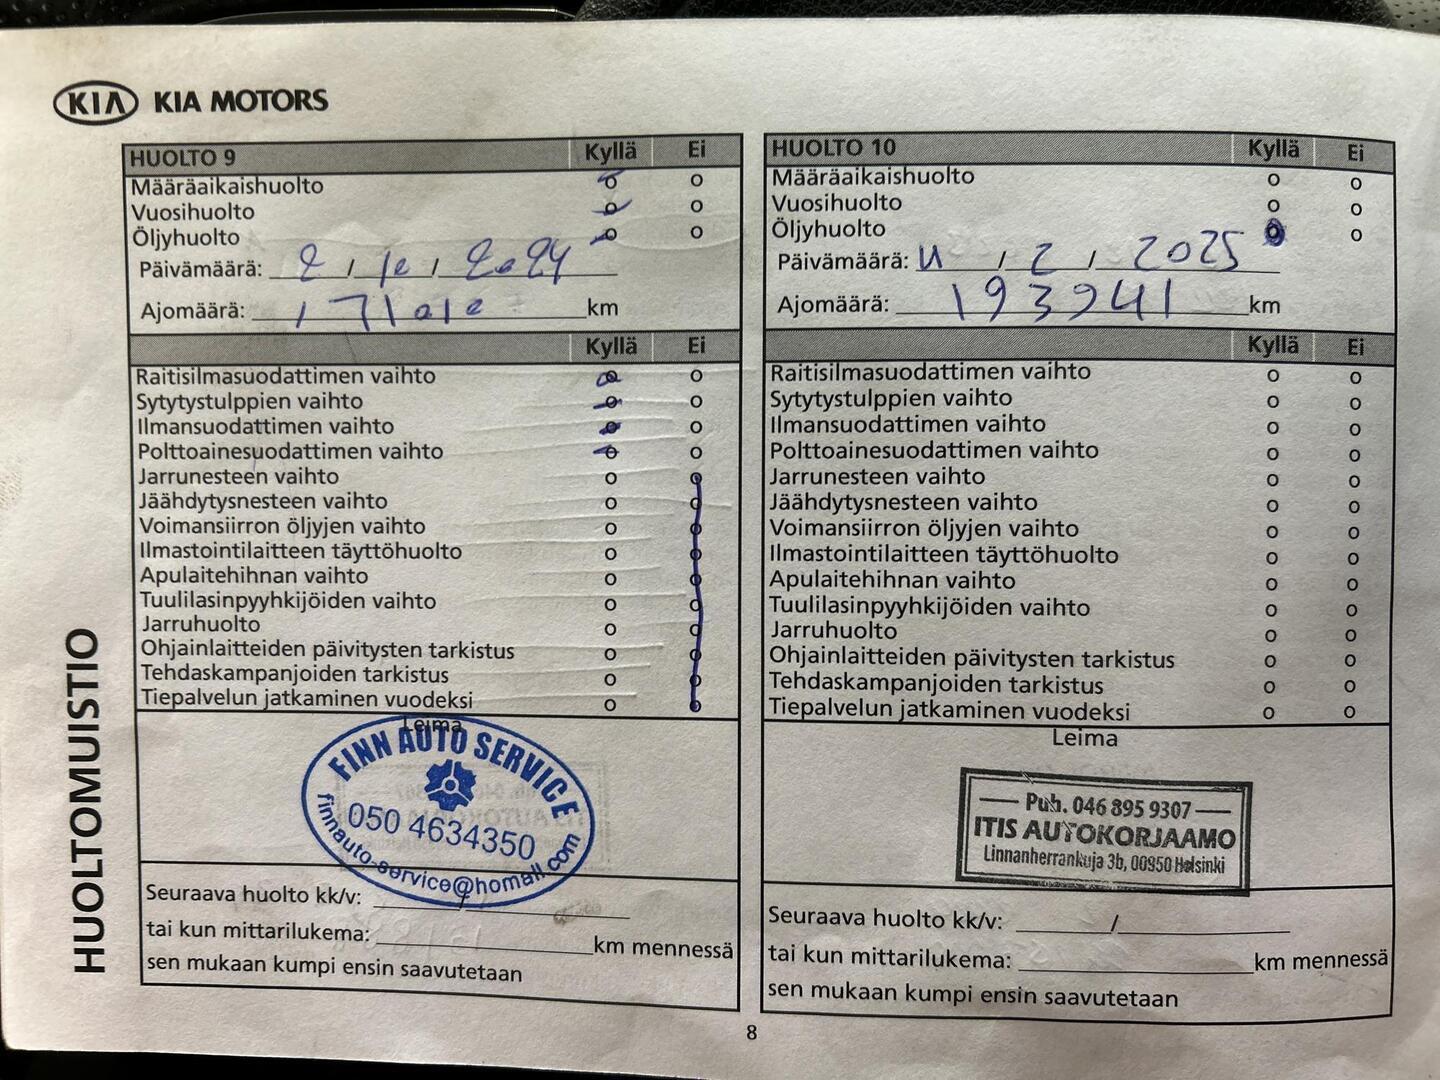 KIA KIA MOTORS
HUOLTOMUISTIO
HUOLTO 9 Kyllä Ei
Määräaikaishuolto o o
Vuosihuolto o o
Öljyhuolto o o
Päivämäärä: / / 2024
Ajomäärä: km
Kyllä Ei
Raitisilmasuodattimen vaihto o o
Sytytystulppien vaihto o o
Ilmansuodattimen vaihto o o
Polttoainesuodattimen vaihto o o
Jarrunesteen vaihto o o
Jäähdytysnesteen vaihto o o
Voimansiirron öljyjen vaihto o o
Ilmastointilaitteen täyttöhuolto o o
Apulaitehihnan vaihto o o
Tuulilasinpyyhkijöiden vaihto o o
Jarruhuolto o o
Ohjainlaitteiden päivitysten tarkistus o o
Tehdaskampanjoiden tarkistus o o
Tiepalvelun jatkaminen vuodeksi o o
Leima
FINN AUTO SERVICE
050 4634350
finnauto-service@homail.com
Seuraava huolto kk/v: /
tai kun mittarilukema: km mennessä
sen mukaan kumpi ensin saavutetaan
HUOLTO 10 Kyllä Ei
Määräaikaishuolto o o
Vuosihuolto o o
Öljyhuolto o o
Päivämäärä: / 2 / 2025
Ajomäärä: 193941 km
Kyllä Ei
Raitisilmasuodattimen vaihto o o
Sytytystulppien vaihto o o
Ilmansuodattimen vaihto o o
Polttoainesuodattimen vaihto o o
Jarrunesteen vaihto o o
Jäähdytysnesteen vaihto o o
Voimansiirron öljyjen vaihto o o
Ilmastointilaitteen täyttöhuolto o o
Apulaitehihnan vaihto o o
Tuulilasinpyyhkijöiden vaihto o o
Jarruhuolto o o
Ohjainlaitteiden päivitysten tarkistus o o
Tehdaskampanjoiden tarkistus o o
Tiepalvelun jatkaminen vuodeksi o o
Leima
Puh. 046 895 9307
ITIS AUTOKORJAAMO
Linnanherrankuja 3b, 00950 Helsinki
Seuraava huolto kk/v: /
tai kun mittarilukema: km mennessä
sen mukaan kumpi ensin saavutetaan
8